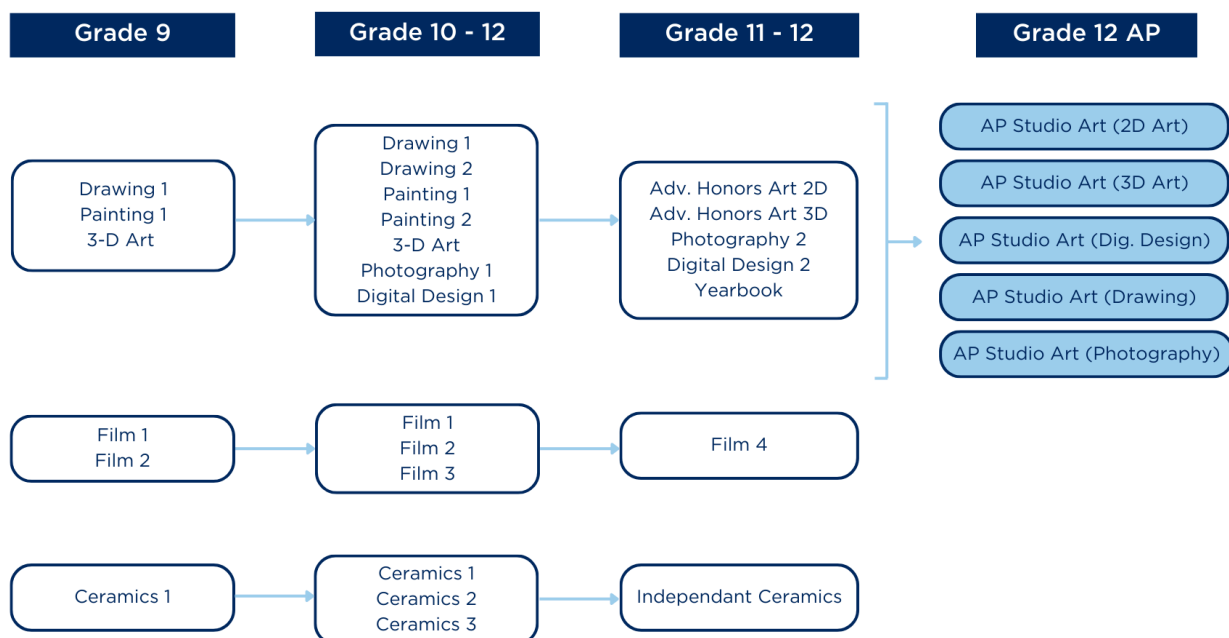 Grade 9
Grade 10 - 12
Grade 11 - 12
Grade 12 AP
Drawing 1
Painting 1
3-D Art
Drawing 1
Drawing 2
Painting 1
Painting 2
3-D Art
Photography 1
Digital Design 1
Adv. Honors Art 2D
Adv. Honors Art 3D
Photography 2
Digital Design 2
Yearbook
AP Studio Art (2D Art)
AP Studio Art (3D Art)
AP Studio Art (Dig. Design)
AP Studio Art (Drawing)
AP Studio Art (Photography)
Film 1
Film 2
Film 1
Film 2
Film 3
Film 4
Ceramics 1
Ceramics 1
Ceramics 2
Ceramics 3
Independant Ceramics